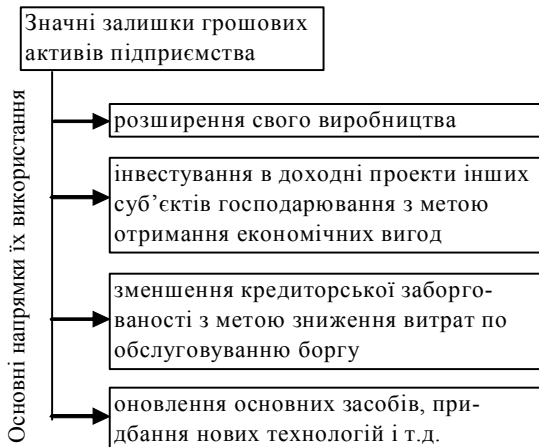 Значні залишки грошових
активів підприємства
Основні напрямки їх використання
розширення свого виробництва
інвестування в доходні проекти інших
суб’єктів господарювання з метою
отримання економічних вигод
зменшення кредиторської заборго-
ваності з метою зниження витрат по
обслуговуванню боргу
оновлення основних засобів, при-
дбання нових технологій і т.д.